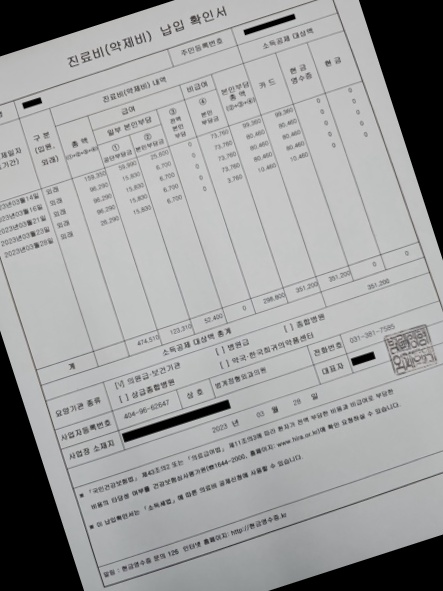 진료비(약제비) 납입 확인서
주민등록번호
진료비(약제비) 내역
소득공제 대상액
구 분 (입원, 외래)
총 액 (①+②+③+④)
급여
일부 본인부담
① 공단부담금
② 본인부담금
③ 전액 본인 부담
비급여
④ 본인 부담금
본인부담 총 액 (②+③+④)
카 드
현 금 영수증
현 금
2023년03월14일 외래 159,350 59,990 25,600 0 73,760 99,360 99,360 0 0
2023년03월16일 외래 96,290 15,830 6,700 0 73,760 80,460 80,460 0 0
2023년03월21일 외래 96,290 15,830 6,700 0 73,760 80,460 80,460 0 0
2023년03월23일 외래 96,290 15,830 6,700 0 73,760 80,460 80,460 0 0
2023년03월28일 외래 26,290 15,830 6,700 0 3,760 10,460 10,460 0 0
계 474,510 123,310 52,400 0 298,800 351,200 351,200 0 0
소득공제 대상액 총계 351,200
요양기관 종류 [√] 의원급·보건기관 [ ] 병원급 [ ] 종합병원
[ ] 상급종합병원 [ ] 약국·한국희귀의약품센터
사업자등록번호 404-96-62647 상 호 전화번호 031-381-7585
사업장 소재지 대표자
2023 년 03 월 28 일
※ 「국민건강보험법」 제43조의2 또는 「의료급여법」 제11조의3에 따라 환자가 전액 부담한 비용과 비급여로 부담한
비용의 타당성 여부를 건강보험심사평가원(☎1644-2000, 홈페이지: www.hira.or.kr)에 확인 요청하실 수 있습니다.
※ 이 납입확인서는 「소득세법」에 따른 의료비 공제신청에 사용할 수 있습니다.
알림 : 현금영수증 문의 126 인터넷 홈페이지: http://현금영수증.kr